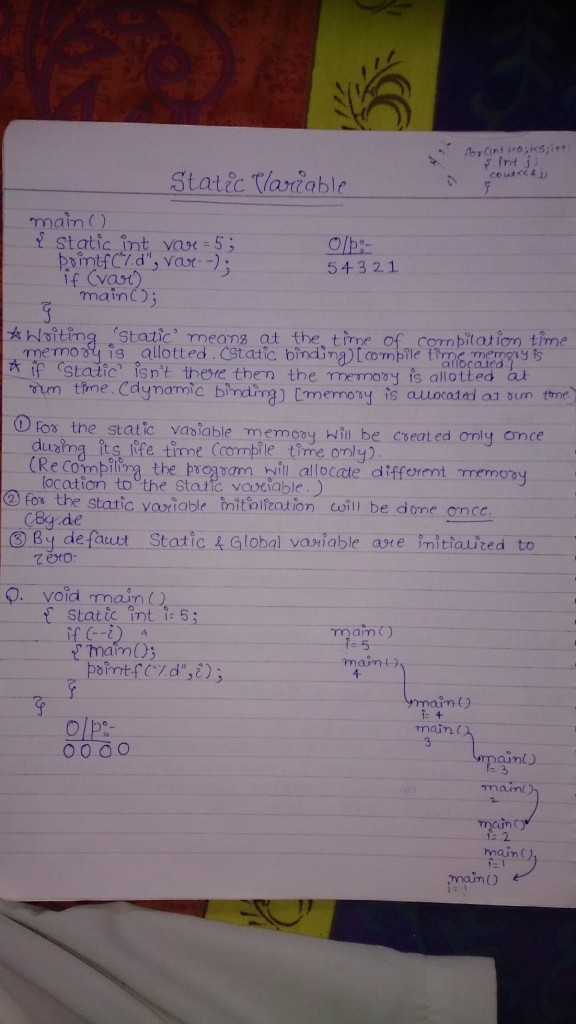 for(int i=0;i<5;i++)
{ int j;
cout<<j;
}
Static Variable
main()
{ static int var = 5;
printf("%d", var--);
if (var)
main();
}
O/p:-
5 4 3 2 1
* Writing 'static' means at the time of compilation time
memory is allotted. (static binding) [compile time memory is
allocated]
* if 'static' isn't there then the memory is allotted at
run time. (dynamic binding) [memory is allocated at run time]
① For the static variable memory will be created only once
during its life time (compile time only).
(Re compiling the program will allocate different memory
location to the static variable.)
② For the static variable initialization will be done once.
(By de
③ By default Static & Global variable are initialized to
zero.
Q. void main()
{ static int i=5;
if (--i)
{ main();
printf("%d",i);
}
}
O/p:-
0 0 0 0
main()
i=5
main()
4
main()
i=4
main()
3
main()
i=3
main()
2
main()
i=2
main()
i=1
main()